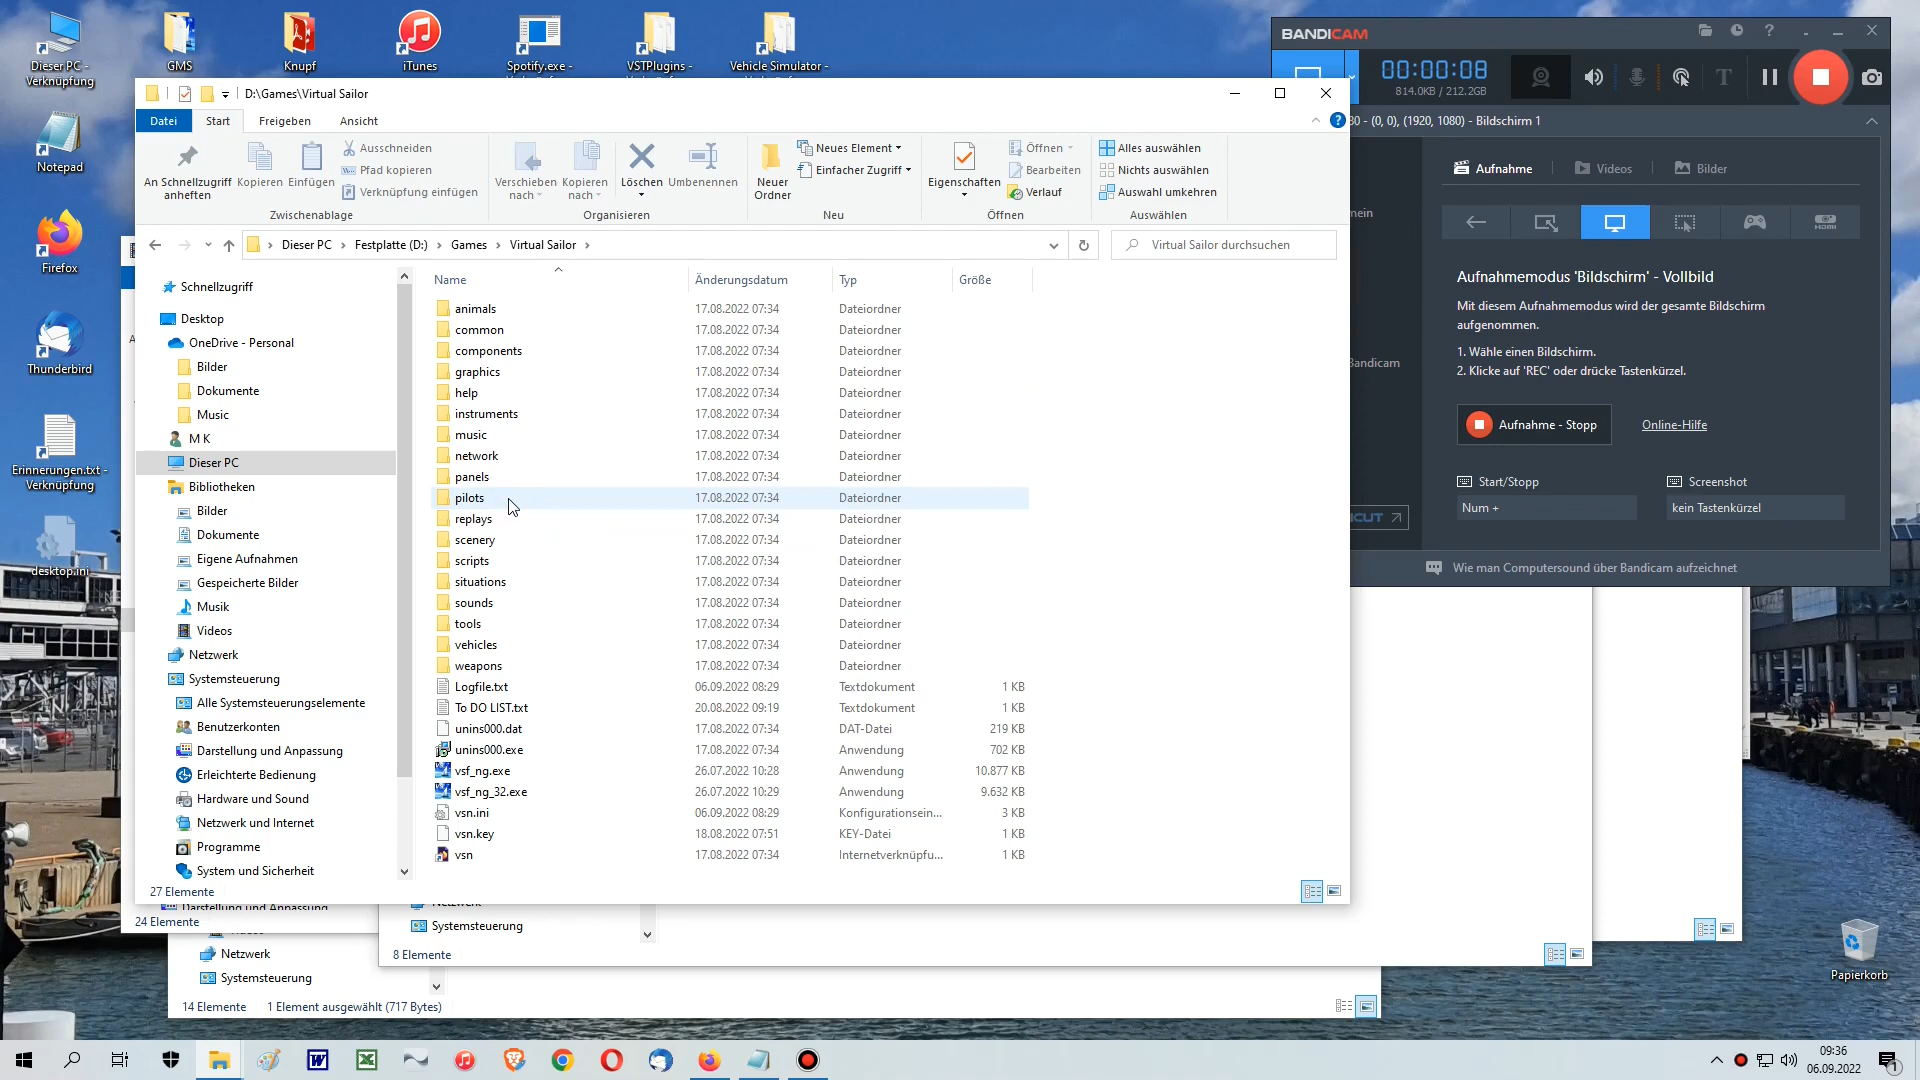 Dieser PC -
Verknüpfung
GMS
Knupf
iTunes
Spotify.exe -
VSTPlugins -
Vehicle Simulator -
Notepad
Firefox
Thunderbird
Erinnerungen.txt -
Verknüpfung
desktop.ini
Papierkorb
D:\Games\Virtual Sailor
Datei
Start
Freigeben
Ansicht
An Schnellzugriff
anheften
Kopieren
Einfügen
Ausschneiden
Pfad kopieren
Verknüpfung einfügen
Zwischenablage
Verschieben
nach
Kopieren
nach
Löschen
Umbenennen
Organisieren
Neuer
Ordner
Neues Element
Einfacher Zugriff
Neu
Eigenschaften
Öffnen
Bearbeiten
Verlauf
Öffnen
Alles auswählen
Nichts auswählen
Auswahl umkehren
Auswählen
Dieser PC
Festplatte (D:)
Games
Virtual Sailor
Virtual Sailor durchsuchen
Schnellzugriff
Desktop
OneDrive - Personal
Bilder
Dokumente
Music
M K
Dieser PC
Bibliotheken
Bilder
Dokumente
Eigene Aufnahmen
Gespeicherte Bilder
Musik
Videos
Netzwerk
Systemsteuerung
Alle Systemsteuerungselemente
Benutzerkonten
Darstellung und Anpassung
Erleichterte Bedienung
Hardware und Sound
Netzwerk und Internet
Programme
System und Sicherheit
Name Änderungsdatum Typ Größe
animals 17.08.2022 07:34 Dateiordner
common 17.08.2022 07:34 Dateiordner
components 17.08.2022 07:34 Dateiordner
graphics 17.08.2022 07:34 Dateiordner
help 17.08.2022 07:34 Dateiordner
instruments 17.08.2022 07:34 Dateiordner
music 17.08.2022 07:34 Dateiordner
network 17.08.2022 07:34 Dateiordner
panels 17.08.2022 07:34 Dateiordner
pilots 17.08.2022 07:34 Dateiordner
replays 17.08.2022 07:34 Dateiordner
scenery 17.08.2022 07:34 Dateiordner
scripts 17.08.2022 07:34 Dateiordner
situations 17.08.2022 07:34 Dateiordner
sounds 17.08.2022 07:34 Dateiordner
tools 17.08.2022 07:34 Dateiordner
vehicles 17.08.2022 07:34 Dateiordner
weapons 17.08.2022 07:34 Dateiordner
Logfile.txt 06.09.2022 08:29 Textdokument 1 KB
To DO LIST.txt 20.08.2022 09:19 Textdokument 1 KB
unins000.dat 17.08.2022 07:34 DAT-Datei 219 KB
unins000.exe 17.08.2022 07:34 Anwendung 702 KB
vsf_ng.exe 26.07.2022 10:28 Anwendung 10.877 KB
vsf_ng_32.exe 26.07.2022 10:29 Anwendung 9.632 KB
vsn.ini 06.09.2022 08:29 Konfigurationsein... 3 KB
vsn.key 18.08.2022 07:51 KEY-Datei 1 KB
vsn 17.08.2022 07:34 Internetverknüpfu... 1 KB
27 Elemente
24 Elemente
Systemsteuerung
8 Elemente
Netzwerk
Systemsteuerung
14 Elemente 1 Element ausgewählt (717 Bytes)
BANDICAM
00:00:08
814.0KB / 212.2GB
80 - (0, 0), (1920, 1080) - Bildschirm 1
mein
Bandicam
ICUT
Aufnahme
Videos
Bilder
HDMI
Aufnahmemodus 'Bildschirm' - Vollbild
Mit diesem Aufnahmemodus wird der gesamte Bildschirm
aufgenommen.
1. Wähle einen Bildschirm.
2. Klicke auf 'REC' oder drücke Tastenkürzel.
Aufnahme - Stopp
Online-Hilfe
Start/Stopp
Screenshot
Num +
kein Tastenkürzel
Wie man Computersound über Bandicam aufzeichnet
09:36
06.09.2022
1